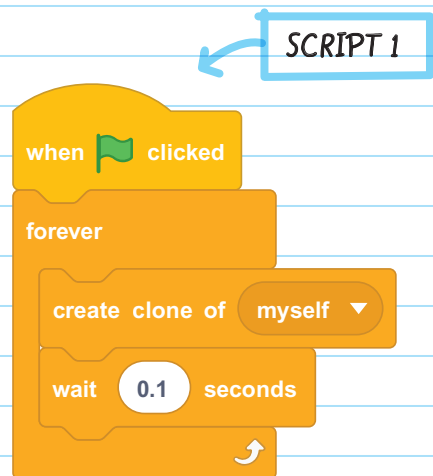 SCRIPT 1
when clicked
forever
create clone of myself
wait 0.1 seconds